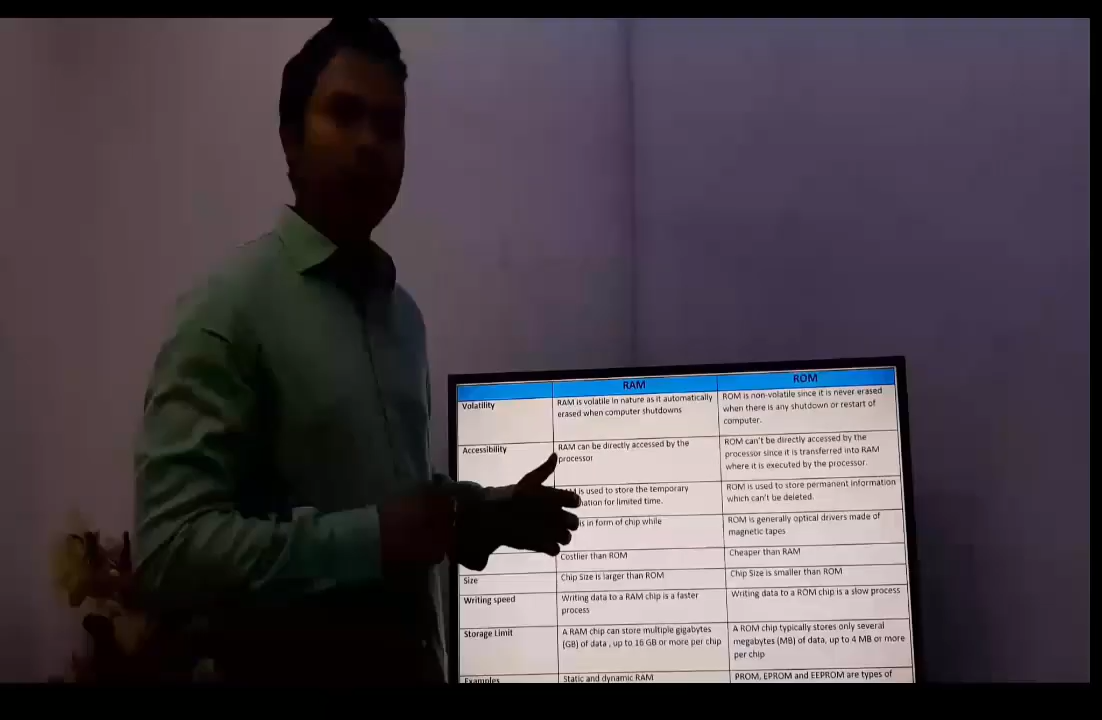 RAM
ROM
Volatility
RAM is volatile in nature as it automatically
erased when computer shutdowns
ROM is non-volatile since it is never erased
when there is any shutdown or restart of
computer.
Accessibility
RAM can be directly accessed by the
processor
ROM can't be directly accessed by the
processor since it is transferred into RAM
where it is executed by the processor.
is used to store the temporary
for limited time.
ROM is used to store permanent information
which can't be deleted.
is in form of chip while
ROM is generally optical drivers made of
magnetic tapes
Costlier than ROM
Cheaper than RAM
Size
Chip Size is larger than ROM
Chip Size is smaller than ROM
Writing speed
Writing data to a RAM chip is a faster
process
Writing data to a ROM chip is a slow process
Storage Limit
A RAM chip can store multiple gigabytes
(GB) of data , up to 16 GB or more per chip
A ROM chip typically stores only several
megabytes (MB) of data, up to 4 MB or more
per chip
Examples
Static and dynamic RAM
PROM, EPROM and EEPROM are types of